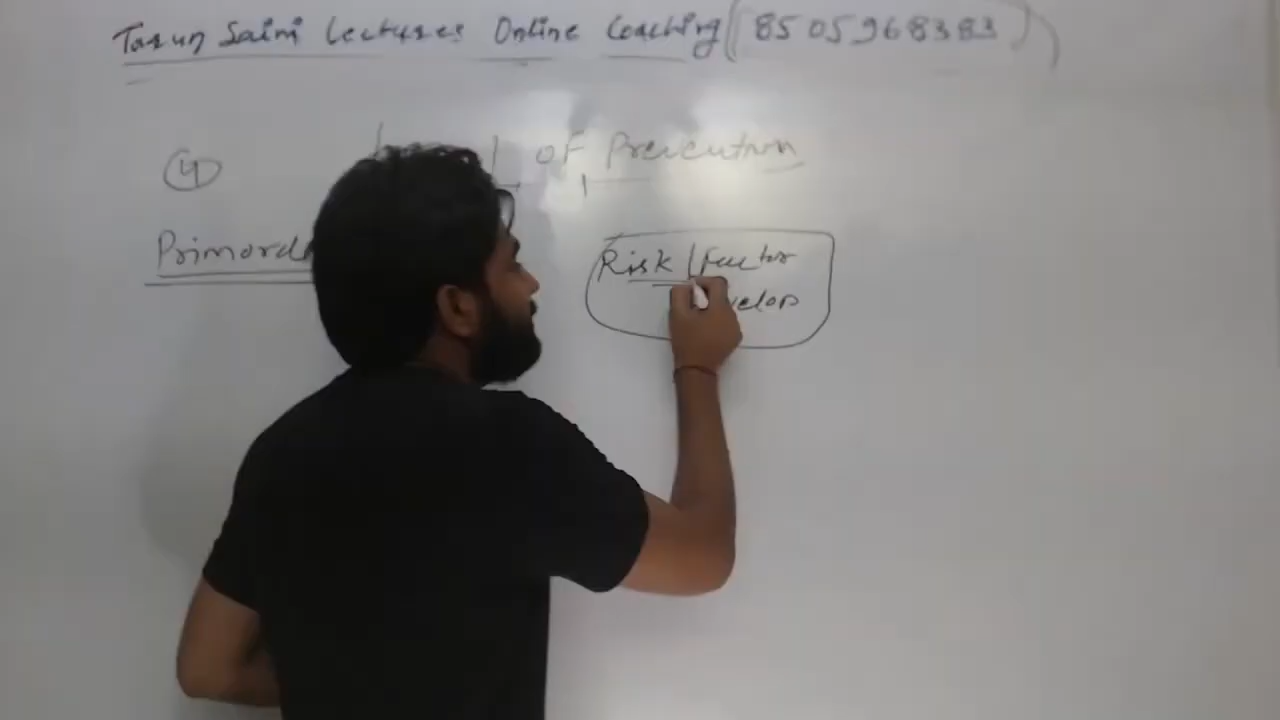 Tarun Saini Lectures Online Coaching (8505968383)
④ of Prevention
Primord
Risk Factor